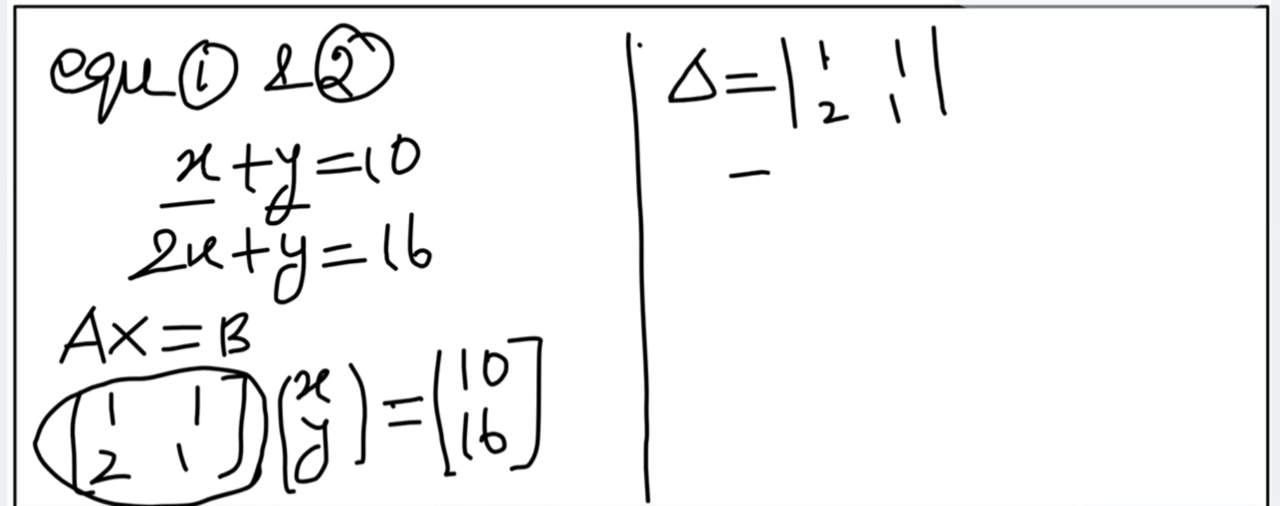 equ ① & ②
x + y = 10
2x + y = 16
AX = B
[1 1
2 1] (x
y) = [10
16]
Δ = |1 1
2 1|
–